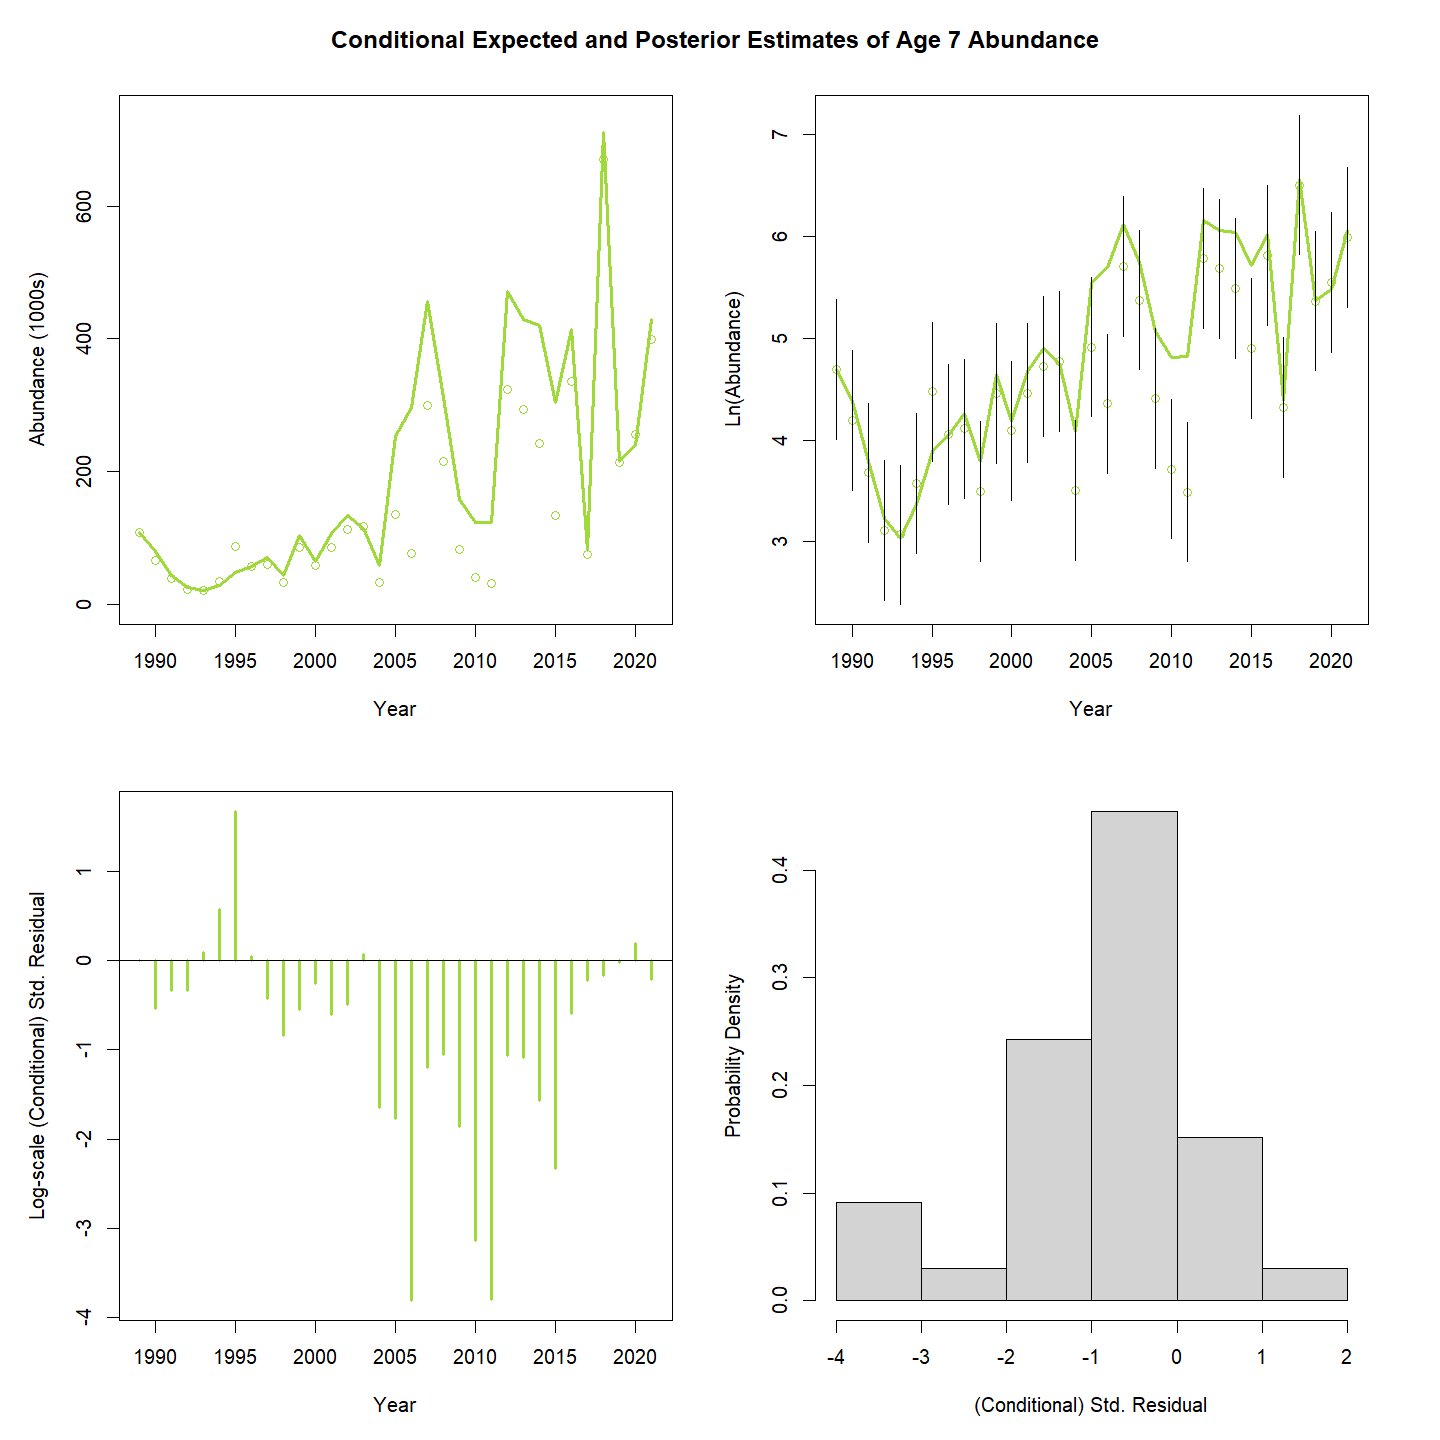 Conditional Expected and Posterior Estimates of Age 7 Abundance
Abundance (1000s)
0 200 400 600
1990 1995 2000 2005 2010 2015 2020
Year
Ln(Abundance)
3 4 5 6 7
1990 1995 2000 2005 2010 2015 2020
Year
Log-scale (Conditional) Std. Residual
-4 -3 -2 -1 0 1
1990 1995 2000 2005 2010 2015 2020
Year
Probability Density
0.0 0.1 0.2 0.3 0.4
-4 -3 -2 -1 0 1 2
(Conditional) Std. Residual